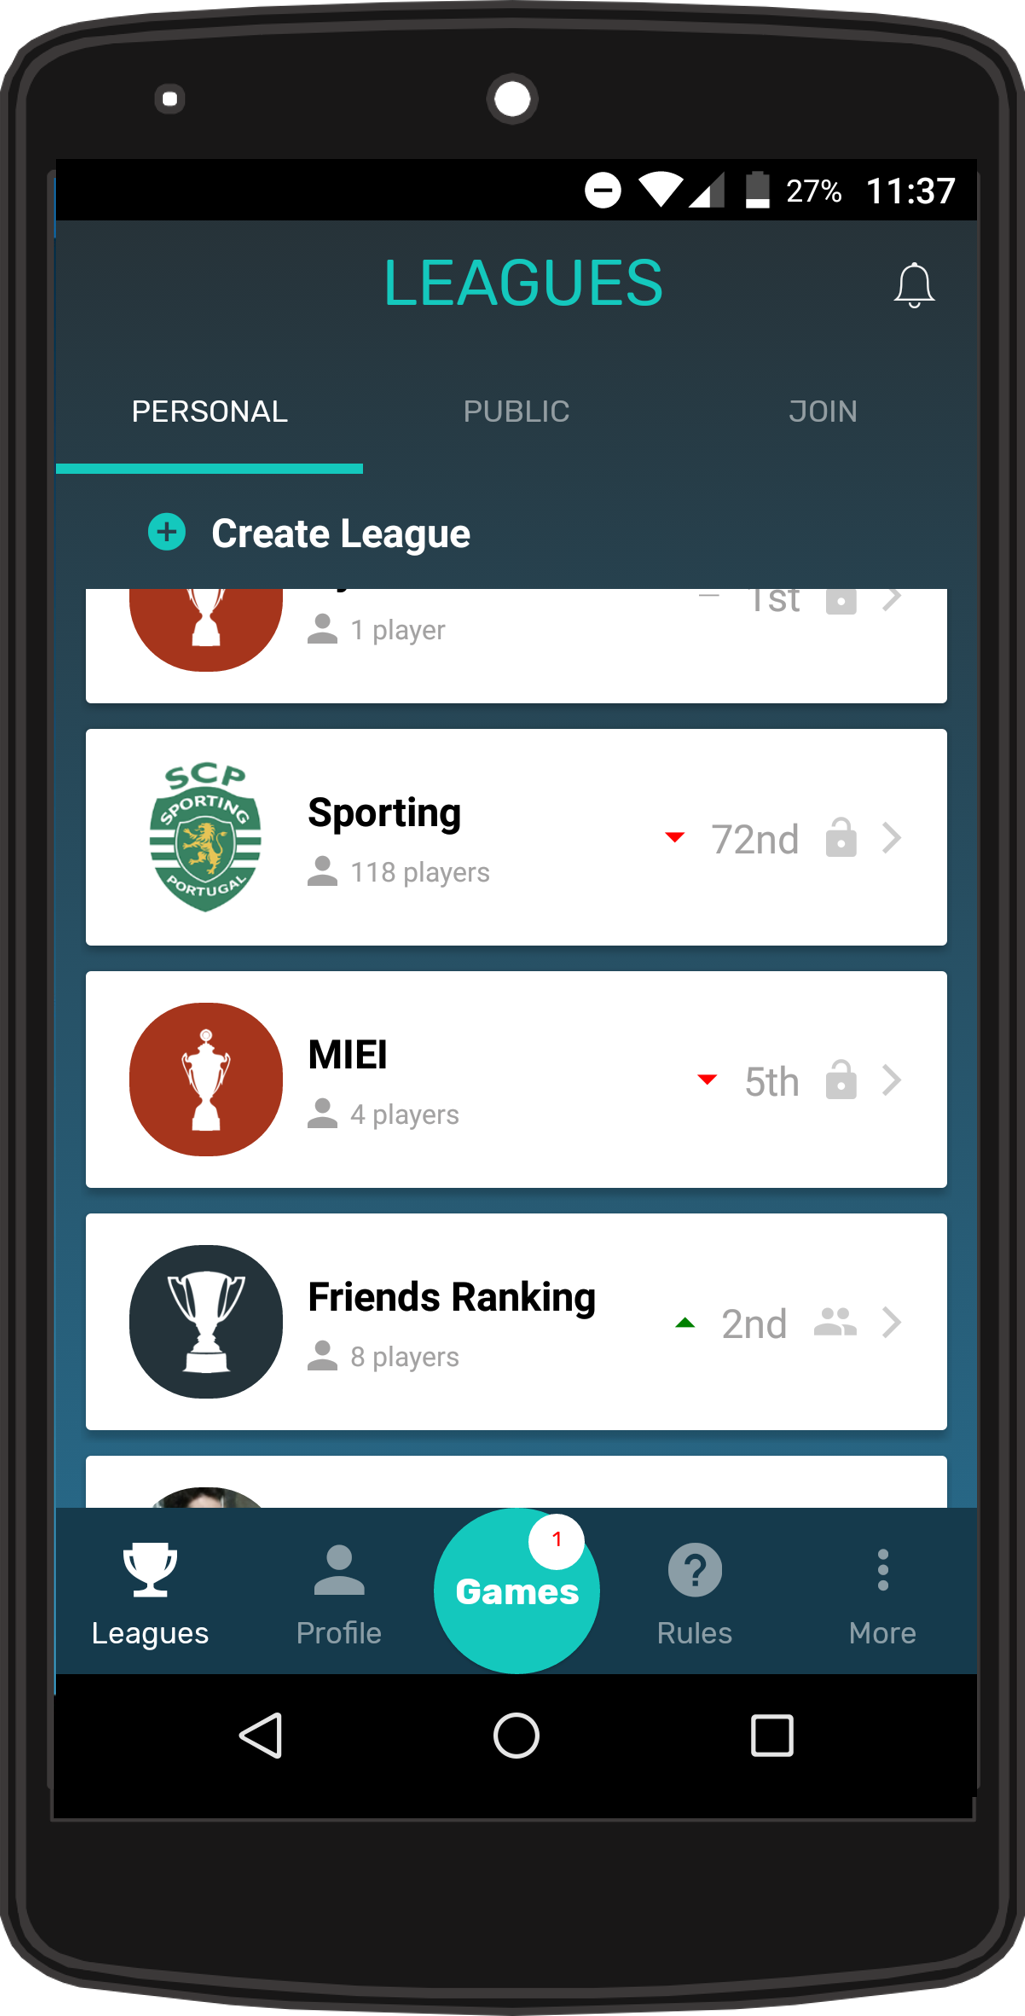 27% 11:37
LEAGUES
PERSONAL PUBLIC JOIN
Create League
1st
1 player
SCP
SPORTING
PORTUGAL
Sporting
72nd
118 players
MIEI
5th
4 players
Friends Ranking
2nd
8 players
1
Games
Leagues Profile Rules More